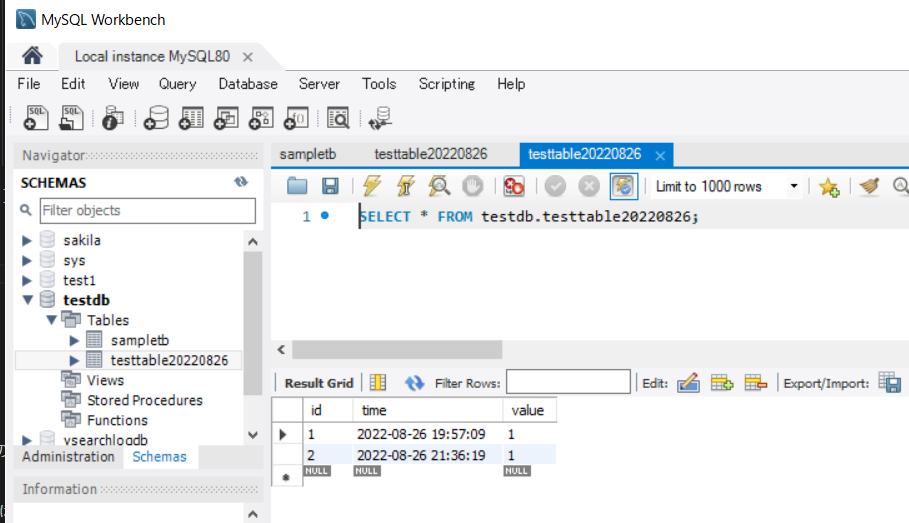 MySQL Workbench
Local instance MySQL80
File Edit View Query Database Server Tools Scripting Help
Navigator
SCHEMAS
Filter objects
sakila
sys
test1
testdb
Tables
sampletb
testtable20220826
Views
Stored Procedures
Functions
vsearchlogdb
Administration Schemas
Information
sampletb testtable20220826 testtable20220826
Limit to 1000 rows
1 SELECT * FROM testdb.testtable20220826;
Result Grid Filter Rows: Edit: Export/Import:
id time value
1 2022-08-26 19:57:09 1
2 2022-08-26 21:36:19 1
NULL NULL NULL